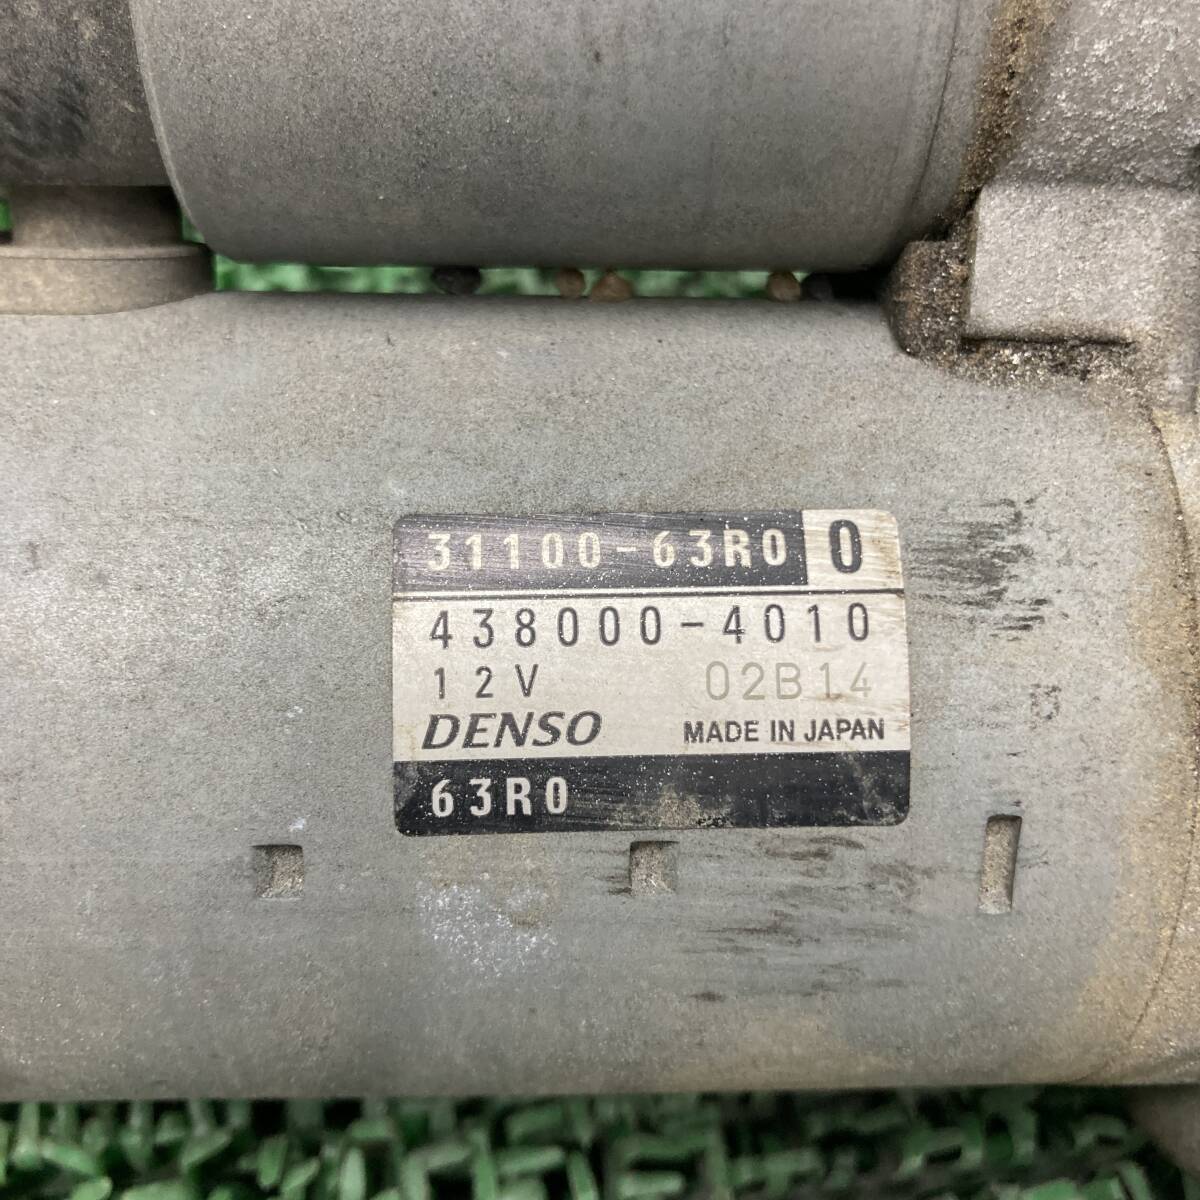 31100-63R0 0
438000-4010
12V 02B14
DENSO MADE IN JAPAN
63R0